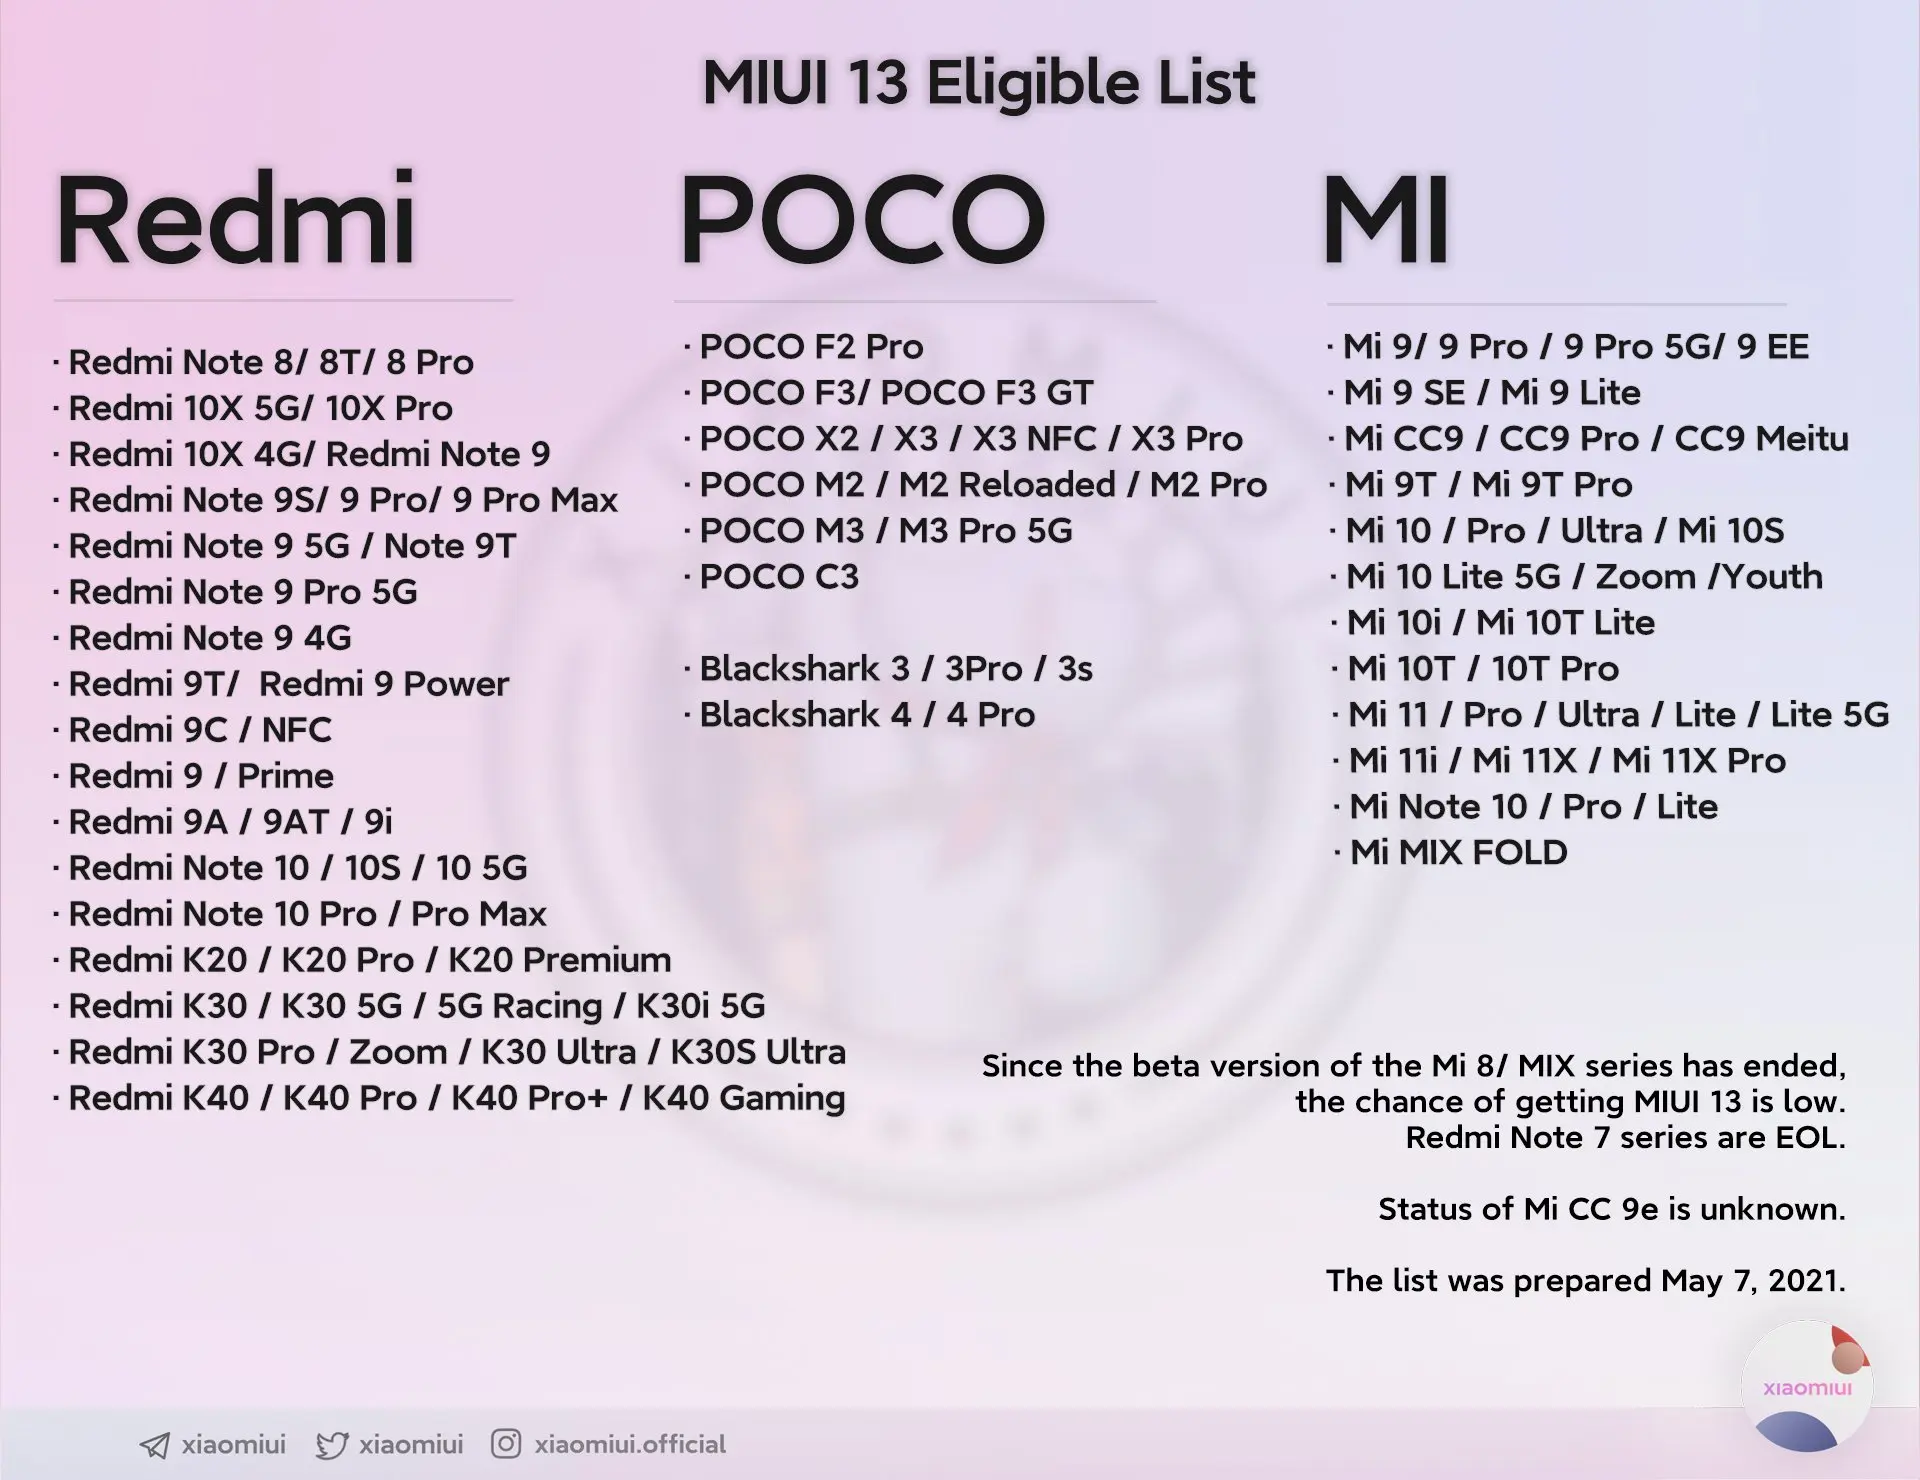 MIUI 13 Eligible List
Redmi
· Redmi Note 8/ 8T/ 8 Pro
· Redmi 10X 5G/ 10X Pro
· Redmi 10X 4G/ Redmi Note 9
· Redmi Note 9S/ 9 Pro/ 9 Pro Max
· Redmi Note 9 5G / Note 9T
· Redmi Note 9 Pro 5G
· Redmi Note 9 4G
· Redmi 9T/ Redmi 9 Power
· Redmi 9C / NFC
· Redmi 9 / Prime
· Redmi 9A / 9AT / 9i
· Redmi Note 10 / 10S / 10 5G
· Redmi Note 10 Pro / Pro Max
· Redmi K20 / K20 Pro / K20 Premium
· Redmi K30 / K30 5G / 5G Racing / K30i 5G
· Redmi K30 Pro / Zoom / K30 Ultra / K30S Ultra
· Redmi K40 / K40 Pro / K40 Pro+ / K40 Gaming
POCO
· POCO F2 Pro
· POCO F3/ POCO F3 GT
· POCO X2 / X3 / X3 NFC / X3 Pro
· POCO M2 / M2 Reloaded / M2 Pro
· POCO M3 / M3 Pro 5G
· POCO C3
· Blackshark 3 / 3Pro / 3s
· Blackshark 4 / 4 Pro
MI
· Mi 9/ 9 Pro / 9 Pro 5G/ 9 EE
· Mi 9 SE / Mi 9 Lite
· Mi CC9 / CC9 Pro / CC9 Meitu
· Mi 9T / Mi 9T Pro
· Mi 10 / Pro / Ultra / Mi 10S
· Mi 10 Lite 5G / Zoom /Youth
· Mi 10i / Mi 10T Lite
· Mi 10T / 10T Pro
· Mi 11 / Pro / Ultra / Lite / Lite 5G
· Mi 11i / Mi 11X / Mi 11X Pro
· Mi Note 10 / Pro / Lite
· Mi MIX FOLD
Since the beta version of the Mi 8/ MIX series has ended,
the chance of getting MIUI 13 is low.
Redmi Note 7 series are EOL.
Status of Mi CC 9e is unknown.
The list was prepared May 7, 2021.
xiaomiui
xiaomiui xiaomiui xiaomiui.official